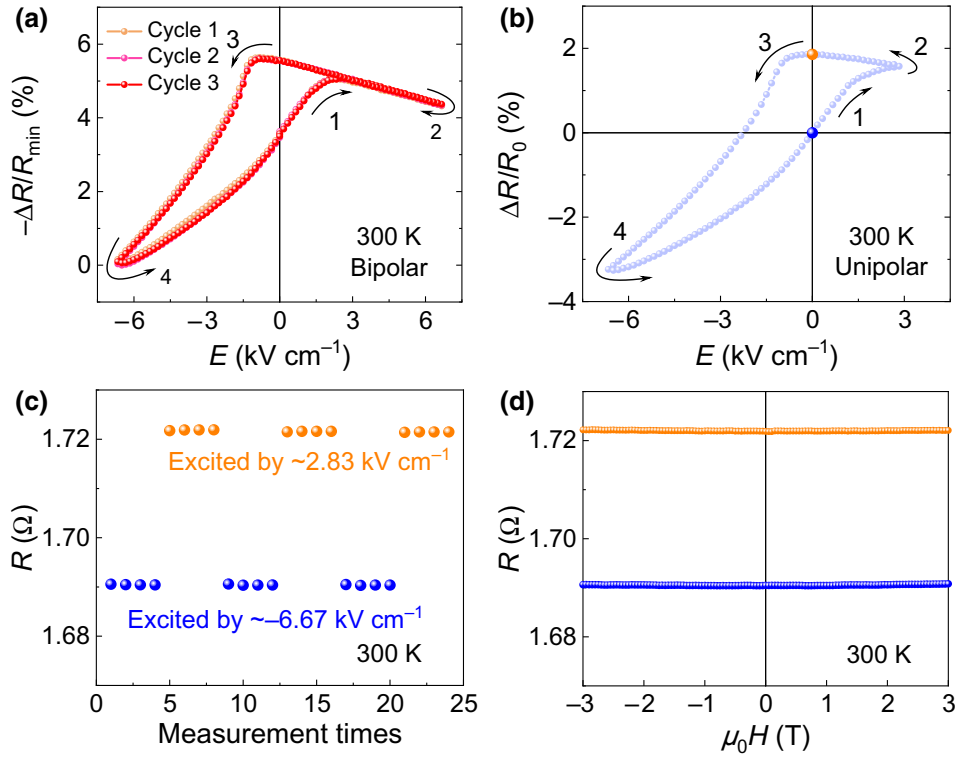 (a)
Cycle 1
Cycle 2
Cycle 3
3
1
2
4
300 K
Bipolar
6
4
2
0
−6
−3
0
3
6
−ΔR/Rmin (%)
E (kV cm⁻¹)
(b)
3
2
1
4
300 K
Unipolar
4
2
0
−2
−4
−6
−3
0
3
ΔR/R0 (%)
E (kV cm⁻¹)
(c)
Excited by ~2.83 kV cm⁻¹
Excited by ~−6.67 kV cm⁻¹
300 K
1.72
1.70
1.68
0
5
10
15
20
25
R (Ω)
Measurement times
(d)
300 K
1.72
1.70
1.68
−3
−2
−1
0
1
2
3
R (Ω)
μ0H (T)